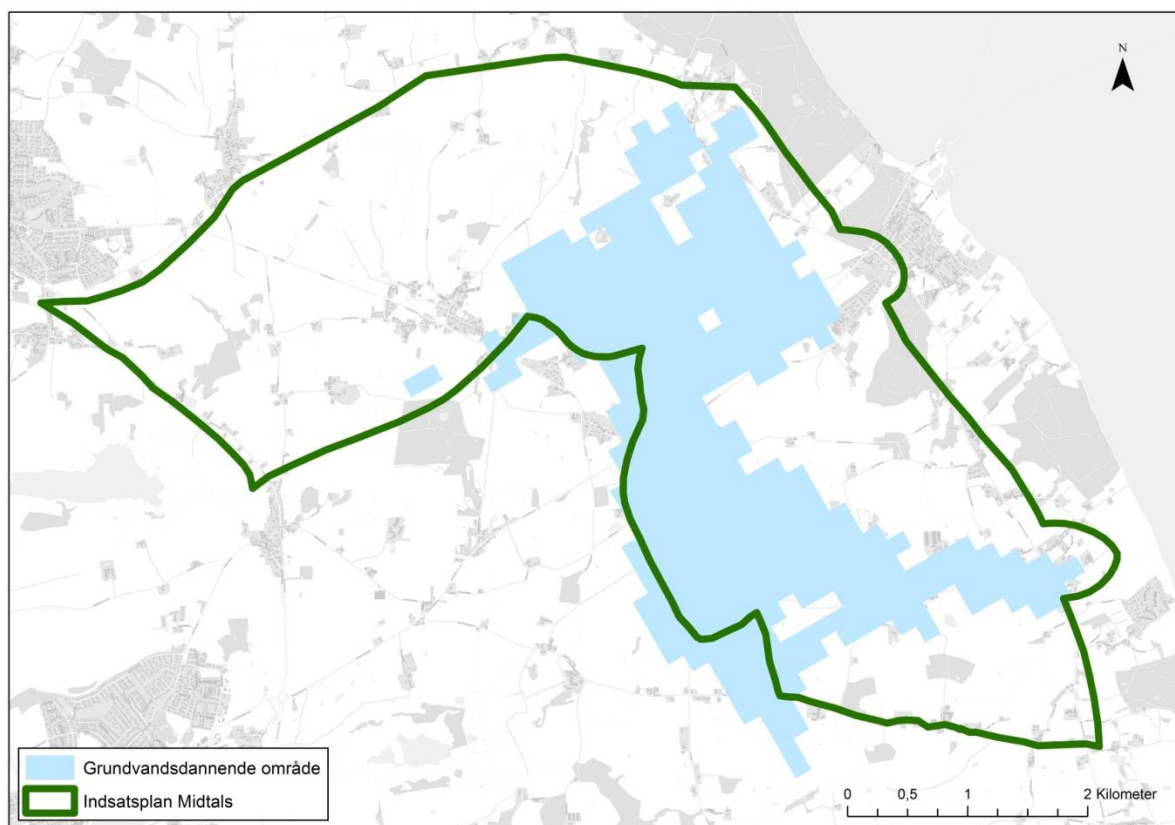 N
Grundvandsdannende område
Indsatsplan Midtals
0 0,5 1 2 Kilometer